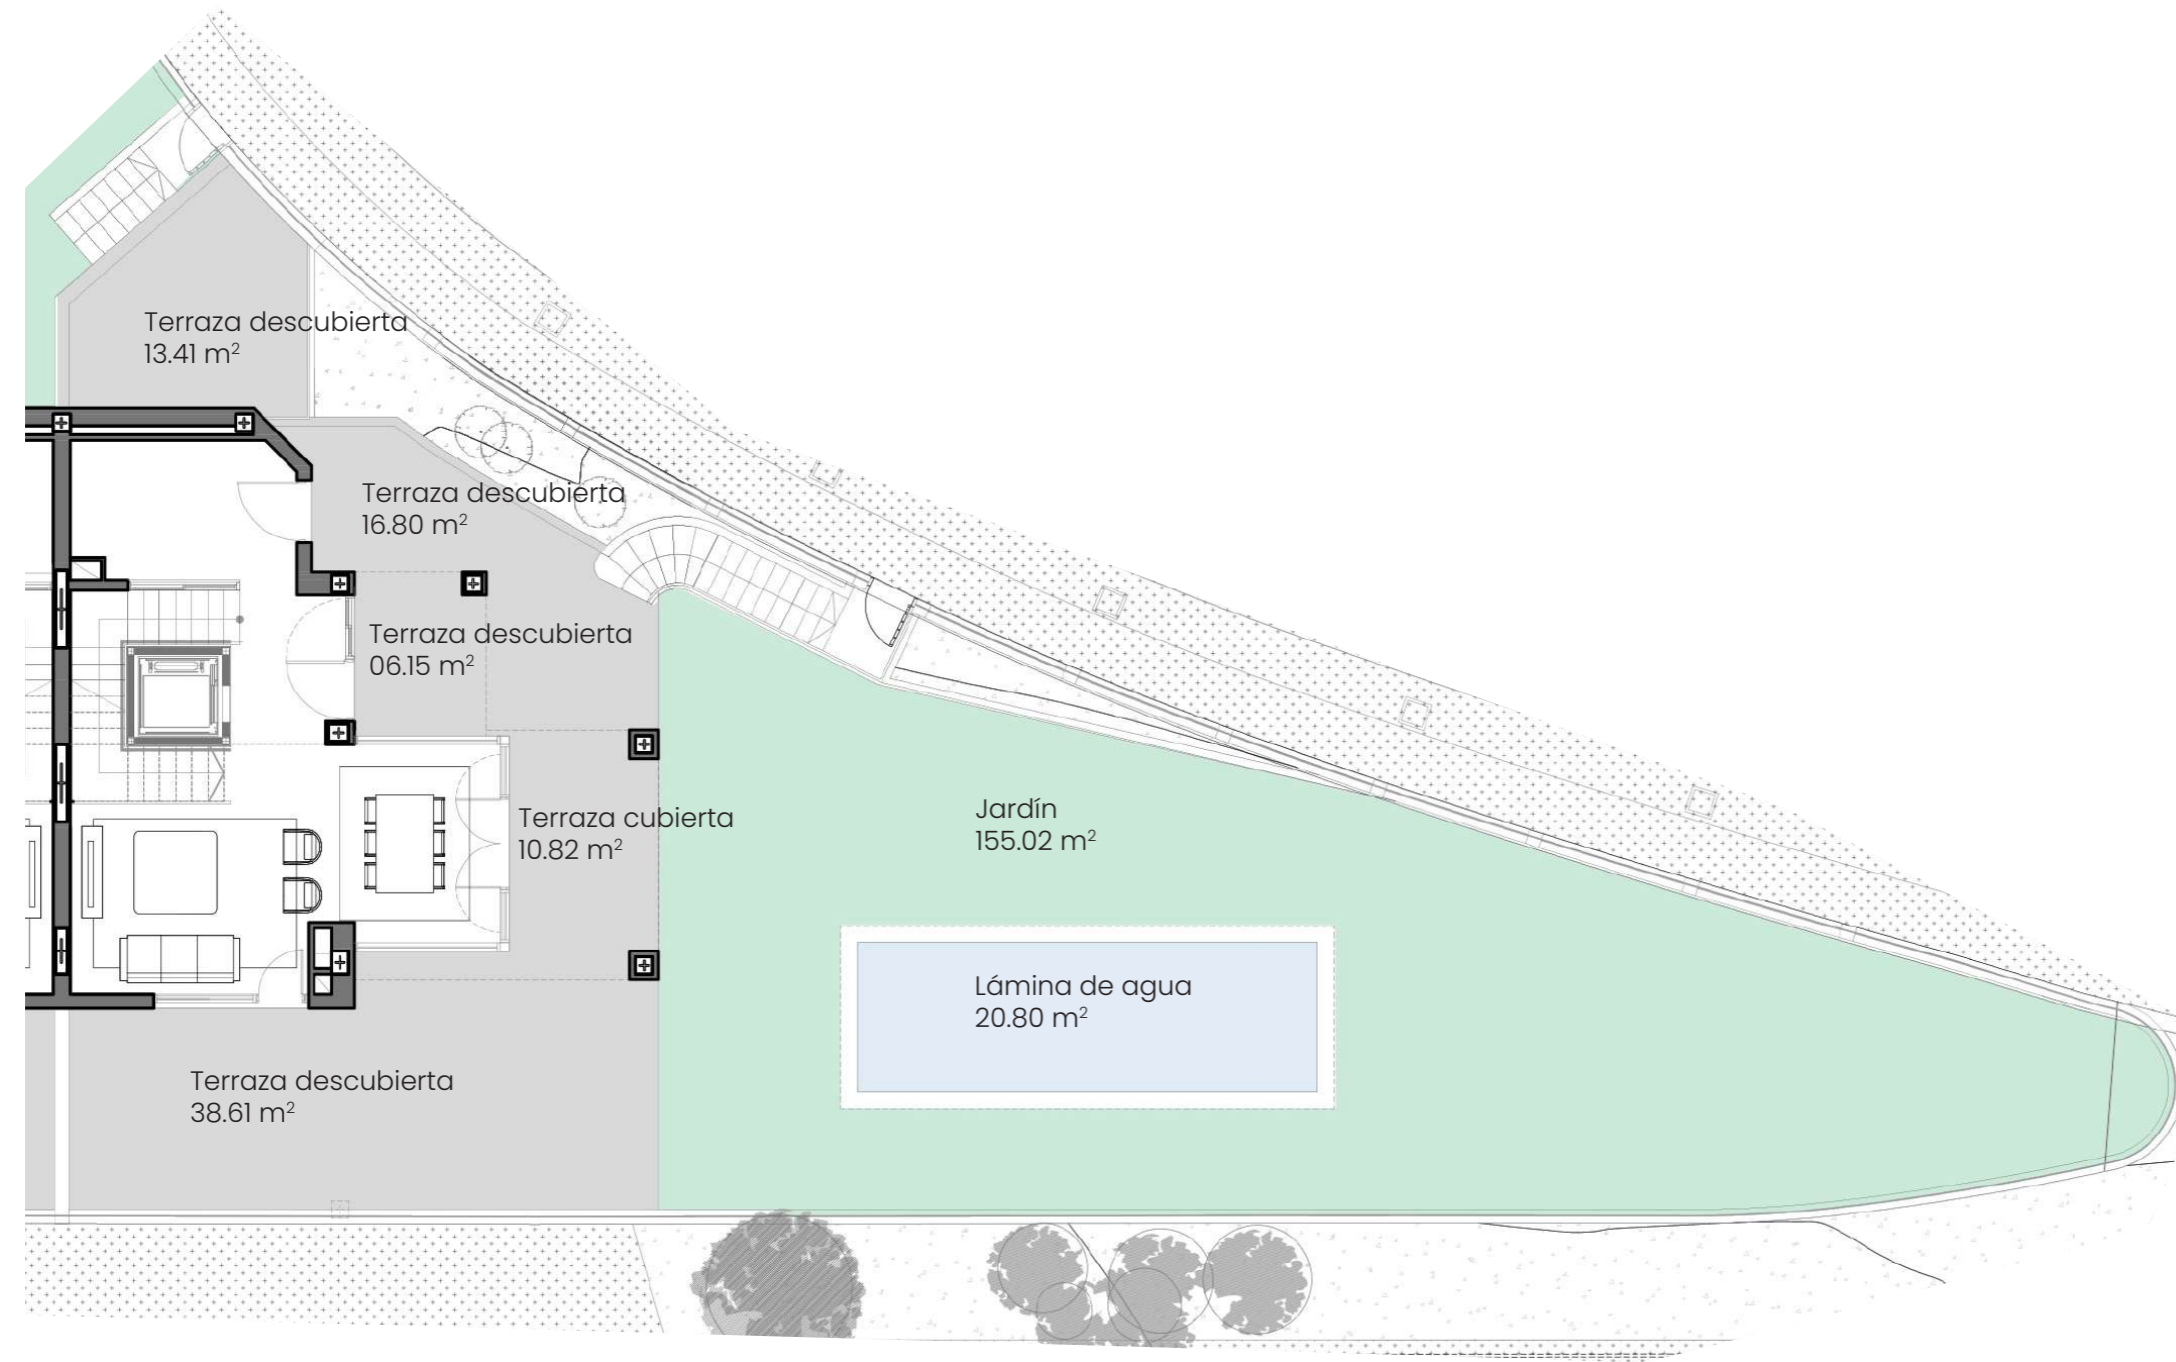 Terraza descubierta
13.41 m²
Terraza descubierta
16.80 m²
Terraza descubierta
06.15 m²
Terraza cubierta
10.82 m²
Jardín
155.02 m²
Lámina de agua
20.80 m²
Terraza descubierta
38.61 m²